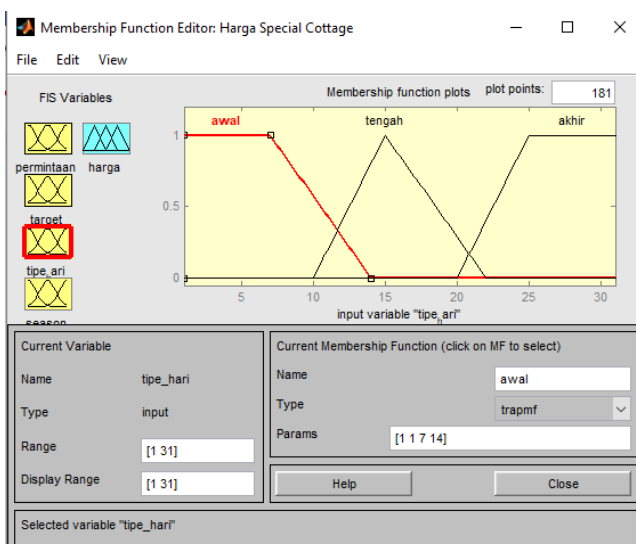 Membership Function Editor: Harga Special Cottage
File Edit View
FIS Variables
Membership function plots plot points: 181
permintaan harga
target
tipe_hari
season
awal tengah akhir
1
0.5
0
5 10 15 20 25 30
input variable "tipe_hari"
Current Variable
Name tipe_hari
Type input
Range [1 31]
Display Range [1 31]
Current Membership Function (click on MF to select)
Name awal
Type trapmf
Params [1 1 7 14]
Help Close
Selected variable "tipe_hari"